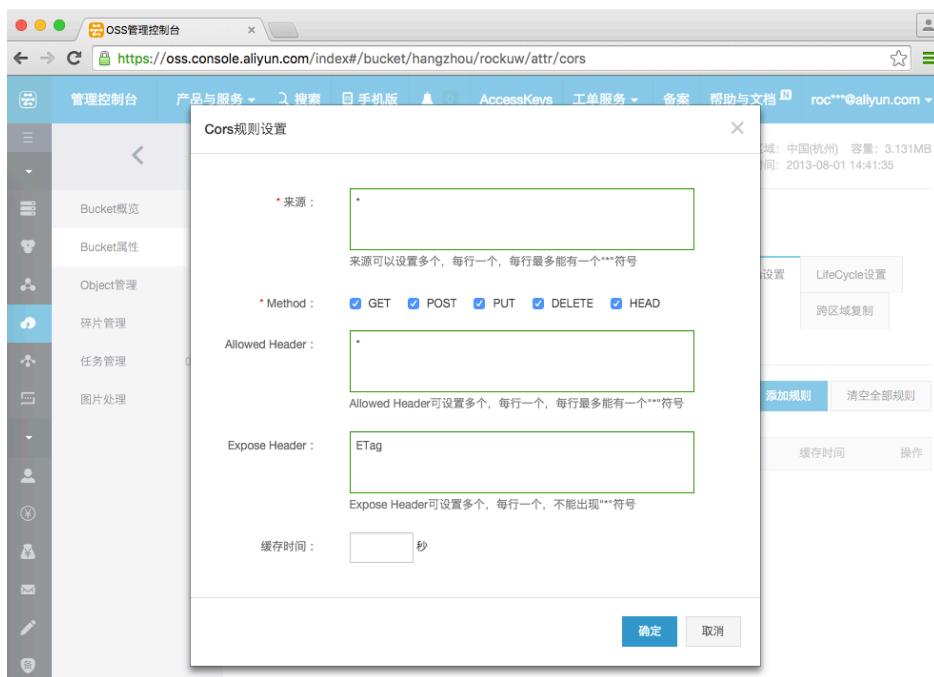 OSS管理控制台
https://oss.console.aliyun.com/index#/bucket/hangzhou/rockuw/attr/cors
管理控制台 产品与服务 搜索 手机版 AccessKeys 工单服务 备案 帮助与文档 N roc***@aliyun.com
Cors规则设置
区域：中国(杭州) 容量：3.131MB
时间：2013-08-01 14:41:35
Bucket概览
Bucket属性
Object管理
碎片管理
任务管理 0
图片处理
* 来源：
*
来源可以设置多个，每行一个，每行最多能有一个"*"符号
* Method：
GET POST PUT DELETE HEAD
Allowed Header：
*
Allowed Header可设置多个，每行一个，每行最多能有一个"*"符号
Expose Header：
ETag
Expose Header可设置多个，每行一个，不能出现"*"符号
缓存时间：
秒
确定 取消
设置 LifeCycle设置
跨区域复制
添加规则 清空全部规则
缓存时间 操作